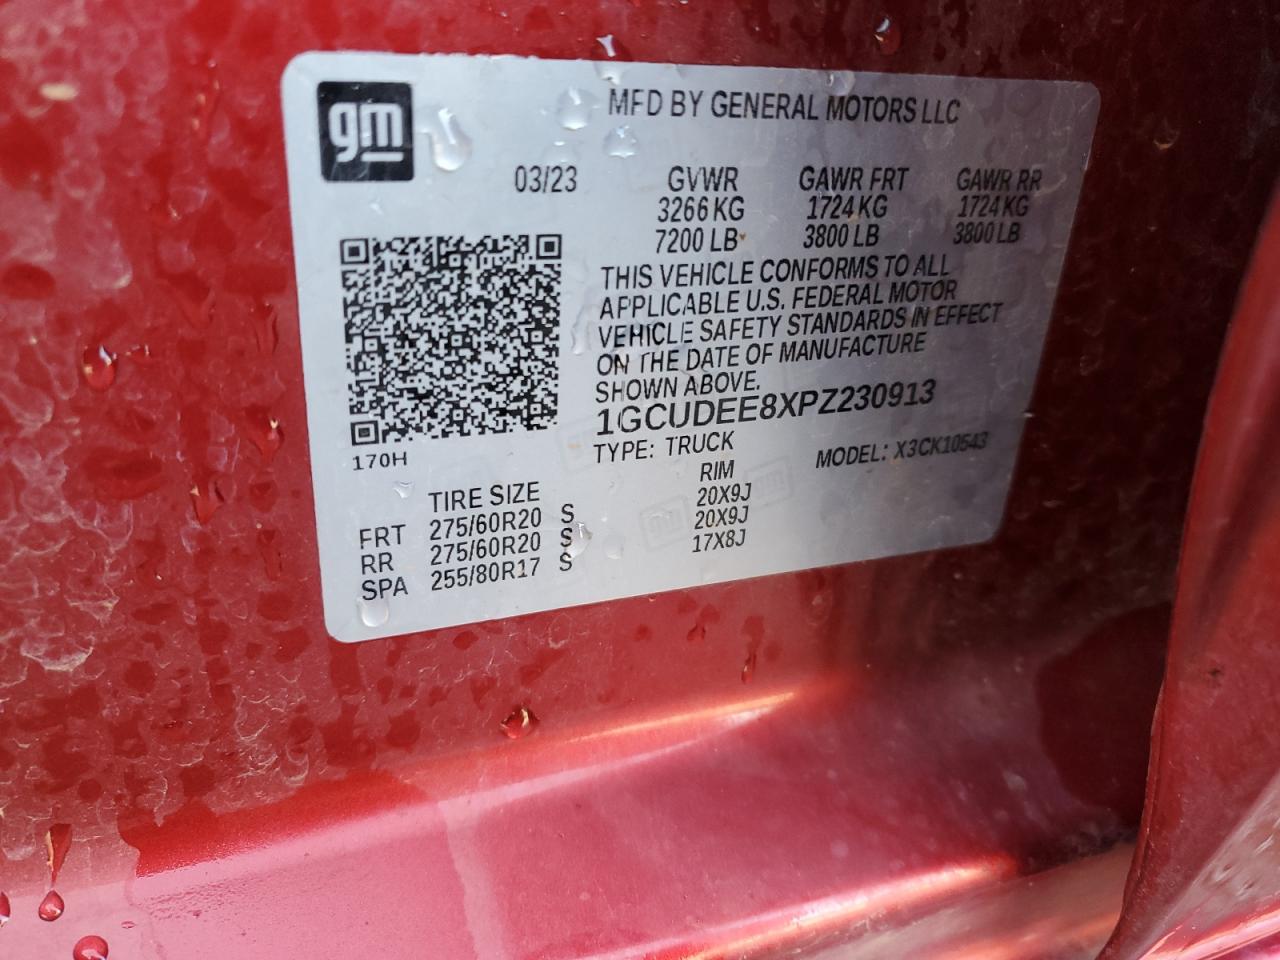 gm
MFD BY GENERAL MOTORS LLC
03/23 GVWR GAWR FRT GAWR RR
3266 KG 1724 KG 1724 KG
7200 LB 3800 LB 3800 LB
THIS VEHICLE CONFORMS TO ALL
APPLICABLE U.S. FEDERAL MOTOR
VEHICLE SAFETY STANDARDS IN EFFECT
ON THE DATE OF MANUFACTURE
SHOWN ABOVE.
1GCUDEE8XPZ230913
170H
TYPE: TRUCK MODEL: X3CK10543
TIRE SIZE RIM
FRT 275/60R20 S 20X9J
RR 275/60R20 S 20X9J
SPA 255/80R17 S 17X8J